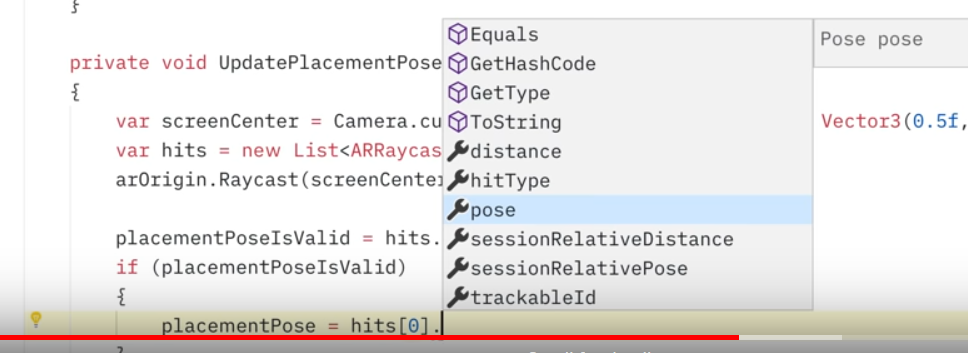 }
private void UpdatePlacementPose
{
var screenCenter = Camera.cu
Vector3(0.5f,
var hits = new List<ARRaycas
arOrigin.Raycast(screenCenter
placementPoseIsValid = hits.
if (placementPoseIsValid)
{
placementPose = hits[0].
Equals
GetHashCode
GetType
ToString
distance
hitType
pose
sessionRelativeDistance
sessionRelativePose
trackableId
Pose pose